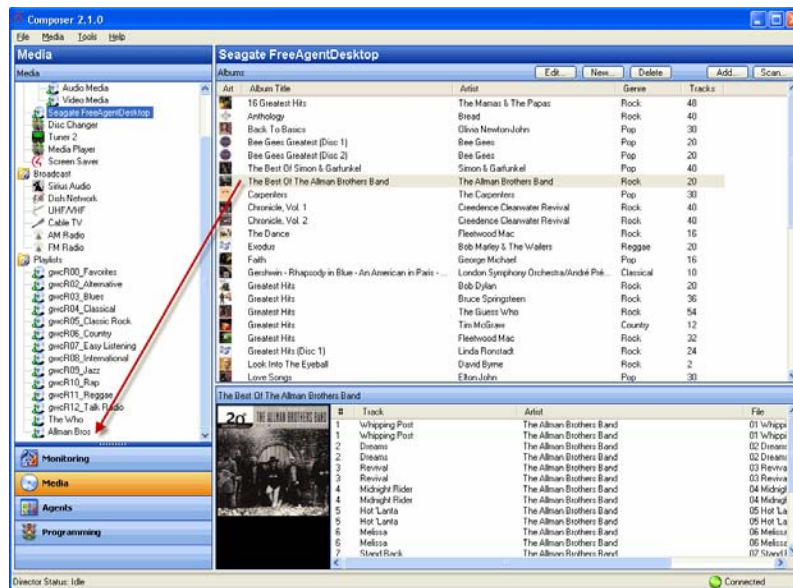 Composer 2.1.0
File Media Tools Help
Media
Seagate FreeAgentDesktop
Media
Albums
Edit... New... Delete Add... Scan...
Audio Media
Video Media
Seagate FreeAgentDesktop
Disc Changer
Tuner 2
Media Player
Screen Saver
Broadcast
Sirius Audio
Dish Network
UHF/VHF
Cable TV
AM Radio
FM Radio
Playlists
gwcR00_Favorites
gwcR02_Alternative
gwcR03_Blues
gwcR04_Classical
gwcR05_Classic Rock
gwcR06_Country
gwcR07_Easy Listening
gwcR08_International
gwcR09_Jazz
gwcR10_Rap
gwcR11_Reggae
gwcR12_Talk Radio
The Who
Allman Bros
Monitoring
Media
Agents
Programming
Art Album Title Artist Genre Tracks
16 Greatest Hits The Mamas & The Papas Rock 48
Anthology Bread Rock 40
Back To Basics Olivia Newton-John Pop 30
Bee Gees Greatest (Disc 1) Bee Gees Pop 20
Bee Gees Greatest (Disc 2) Bee Gees Pop 20
The Best Of Simon & Garfunkel Simon & Garfunkel Pop 40
The Best Of The Allman Brothers Band The Allman Brothers Band Rock 20
Carpenters The Carpenters Pop 30
Chronicle, Vol. 1 Creedence Clearwater Revival Rock 40
Chronicle, Vol. 2 Creedence Clearwater Revival Rock 40
The Dance Fleetwood Mac Rock 16
Exodus Bob Marley & The Wailers Reggae 20
Faith George Michael Pop 16
Gershwin - Rhapsody in Blue - An American in Paris - ... London Symphony Orchestra/André Pré... Classical 10
Greatest Hits Bob Dylan Rock 20
Greatest Hits Bruce Springsteen Rock 36
Greatest Hits The Guess Who Rock 54
Greatest Hits Tim McGraw Country 12
Greatest Hits Fleetwood Mac Rock 32
Greatest Hits (Disc 1) Linda Ronstadt Rock 24
Look Into The Eyeball David Byrne Rock 2
Love Songs Elton John Pop 30
The Best Of The Allman Brothers Band
20
THE ALLMAN BROTHERS BAND
# Track Artist File
1 Whipping Post The Allman Brothers Band 01 Whippi
1 Whipping Post The Allman Brothers Band 01 Whippi
2 Dreams The Allman Brothers Band 02 Dreams
2 Dreams The Allman Brothers Band 02 Dreams
3 Revival The Allman Brothers Band 03 Reviva
3 Revival The Allman Brothers Band 03 Reviva
4 Midnight Rider The Allman Brothers Band 04 Midnigl
4 Midnight Rider The Allman Brothers Band 04 Midnigl
5 Hot 'Lanta The Allman Brothers Band 05 Hot 'La
5 Hot 'Lanta The Allman Brothers Band 05 Hot 'La
6 Melissa The Allman Brothers Band 06 Melissa
6 Melissa The Allman Brothers Band 06 Melissa
7 Stand Back The Allman Brothers Band 07 Stand
Director Status: Idle
Connected